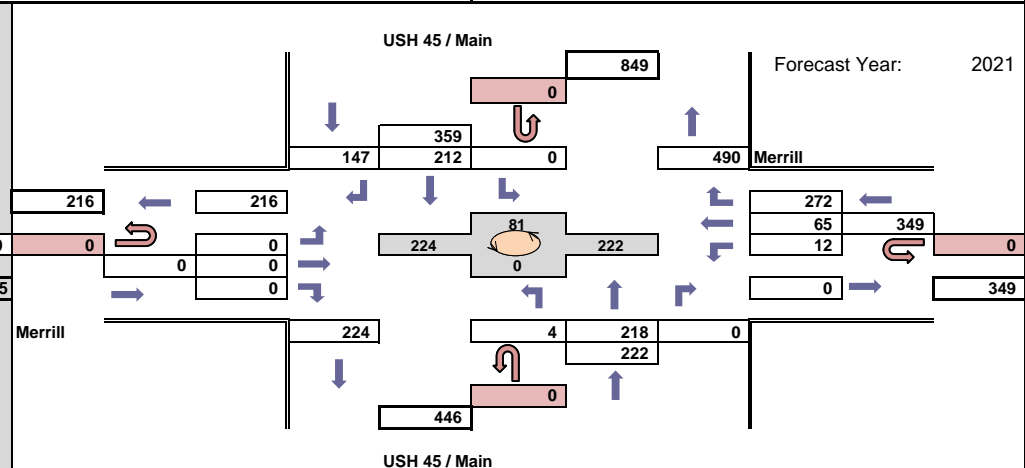 USH 45 / Main
849
Forecast Year: 2021
0
359
147 212 0 490 Merrill
216 216 272
81 65 349
0 0 224 222
0 0 0 12 0
5 0 0 349
Merrill 224 4 218 0
222
0
446
USH 45 / Main